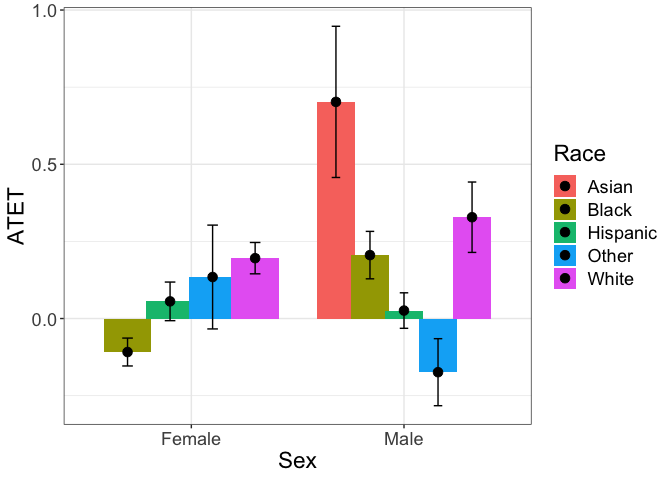 1.0
0.5
0.0
ATET
Female
Male
Sex
Race
Asian
Black
Hispanic
Other
White